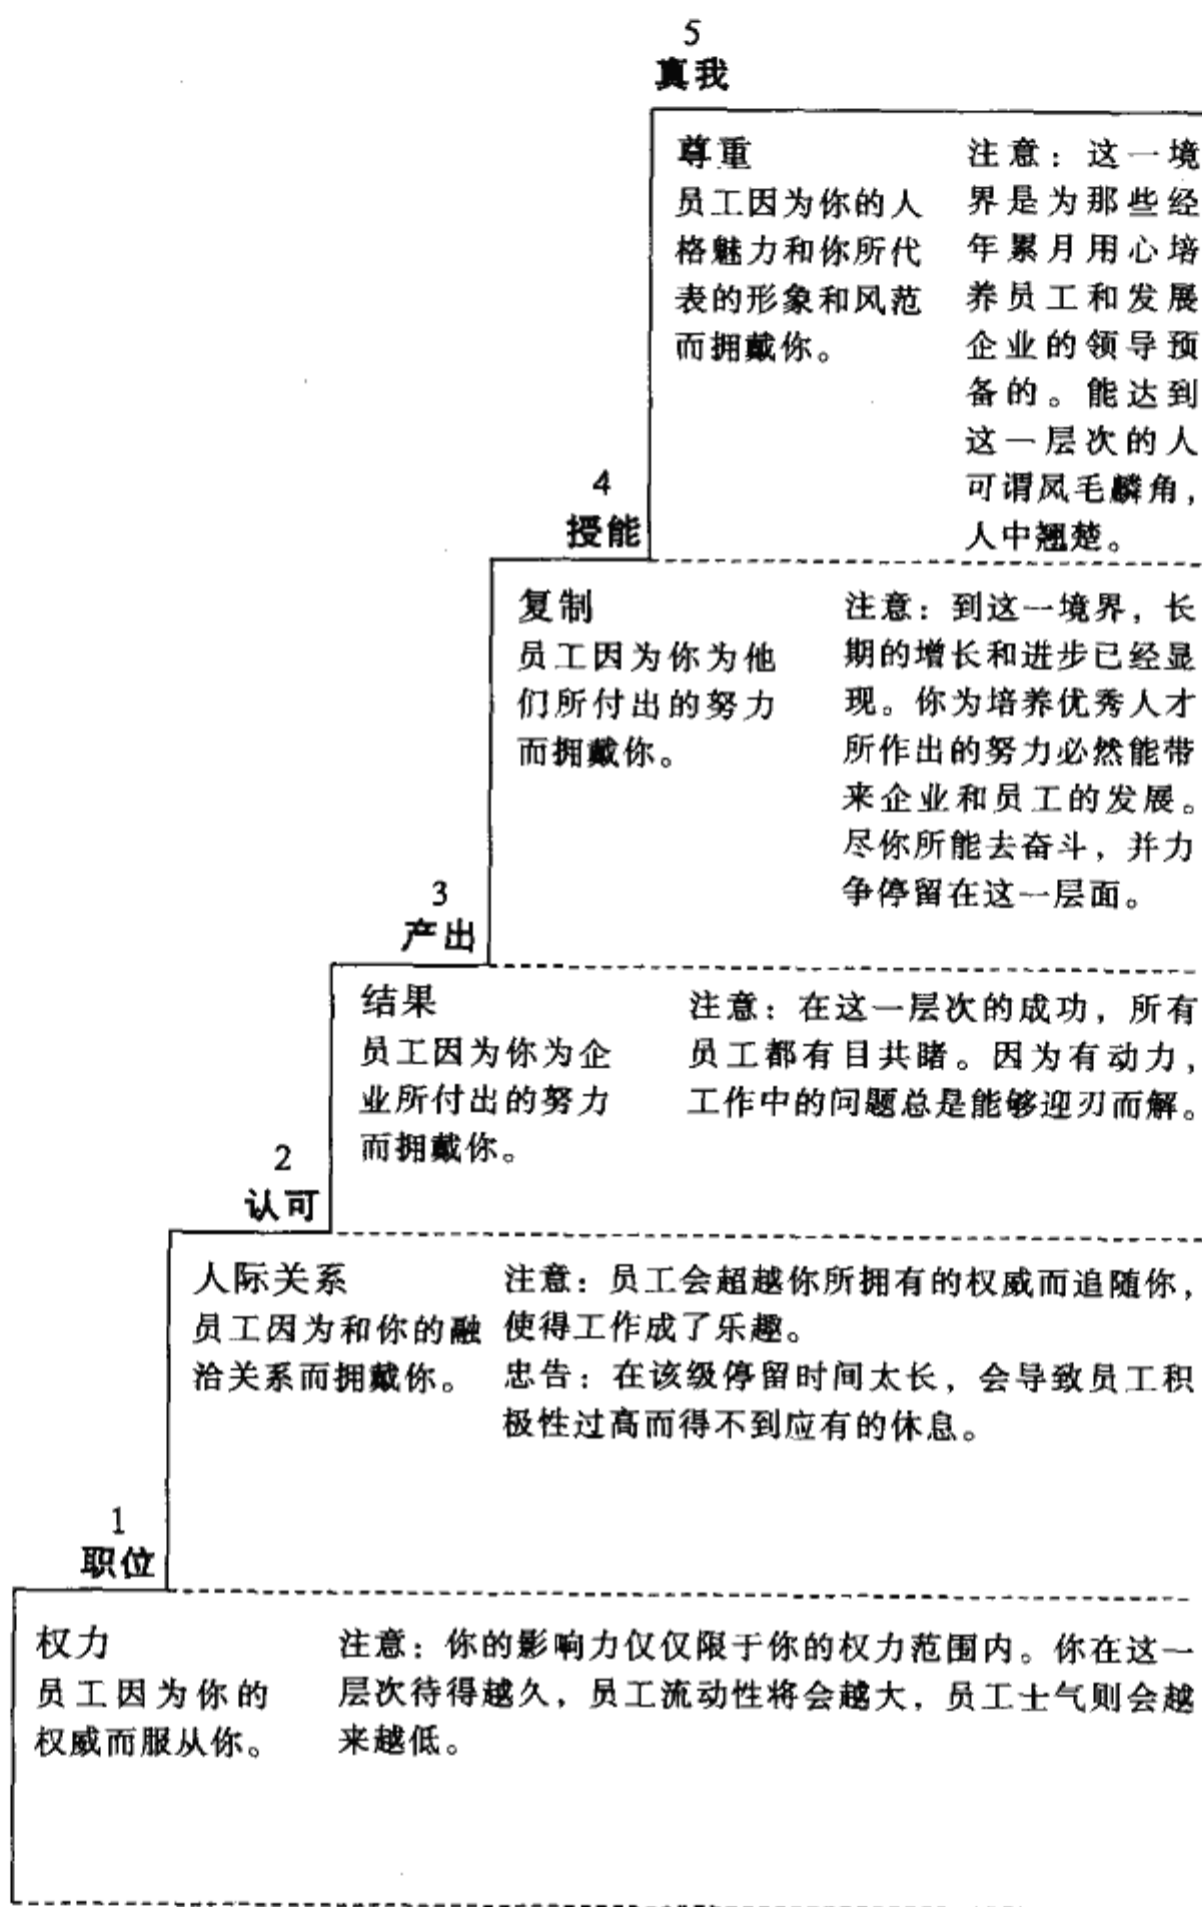 5
真我
尊重
员工因为你的人
格魅力和你所代
表的形象和风范
而拥戴你。
注意：这一境
界是为那些经
年累月用心培
养员工和发展
企业的领导预
备的。能达到
这一层次的人
可谓凤毛麟角，
人中翘楚。
4
授能
复制
员工因为你为他
们所付出的努力
而拥戴你。
注意：到这一境界，长
期的增长和进步已经显
现。你为培养优秀人才
所作出的努力必然能带
来企业和员工的发展。
尽你所能去奋斗，并力
争停留在这一层面。
3
产出
结果
员工因为你为企
业所付出的努力
而拥戴你。
注意：在这一层次的成功，所有
员工都有目共睹。因为有动力，
工作中的问题总是能够迎刃而解。
2
认可
人际关系
员工因为和你的融
洽关系而拥戴你。
注意：员工会超越你所拥有的权威而追随你，
使得工作成了乐趣。
忠告：在该级停留时间太长，会导致员工积
极性过高而得不到应有的休息。
1
职位
权力
员工因为你的
权威而服从你。
注意：你的影响力仅仅限于你的权力范围内。你在这一
层次待得越久，员工流动性将会越大，员工士气则会越
来越低。